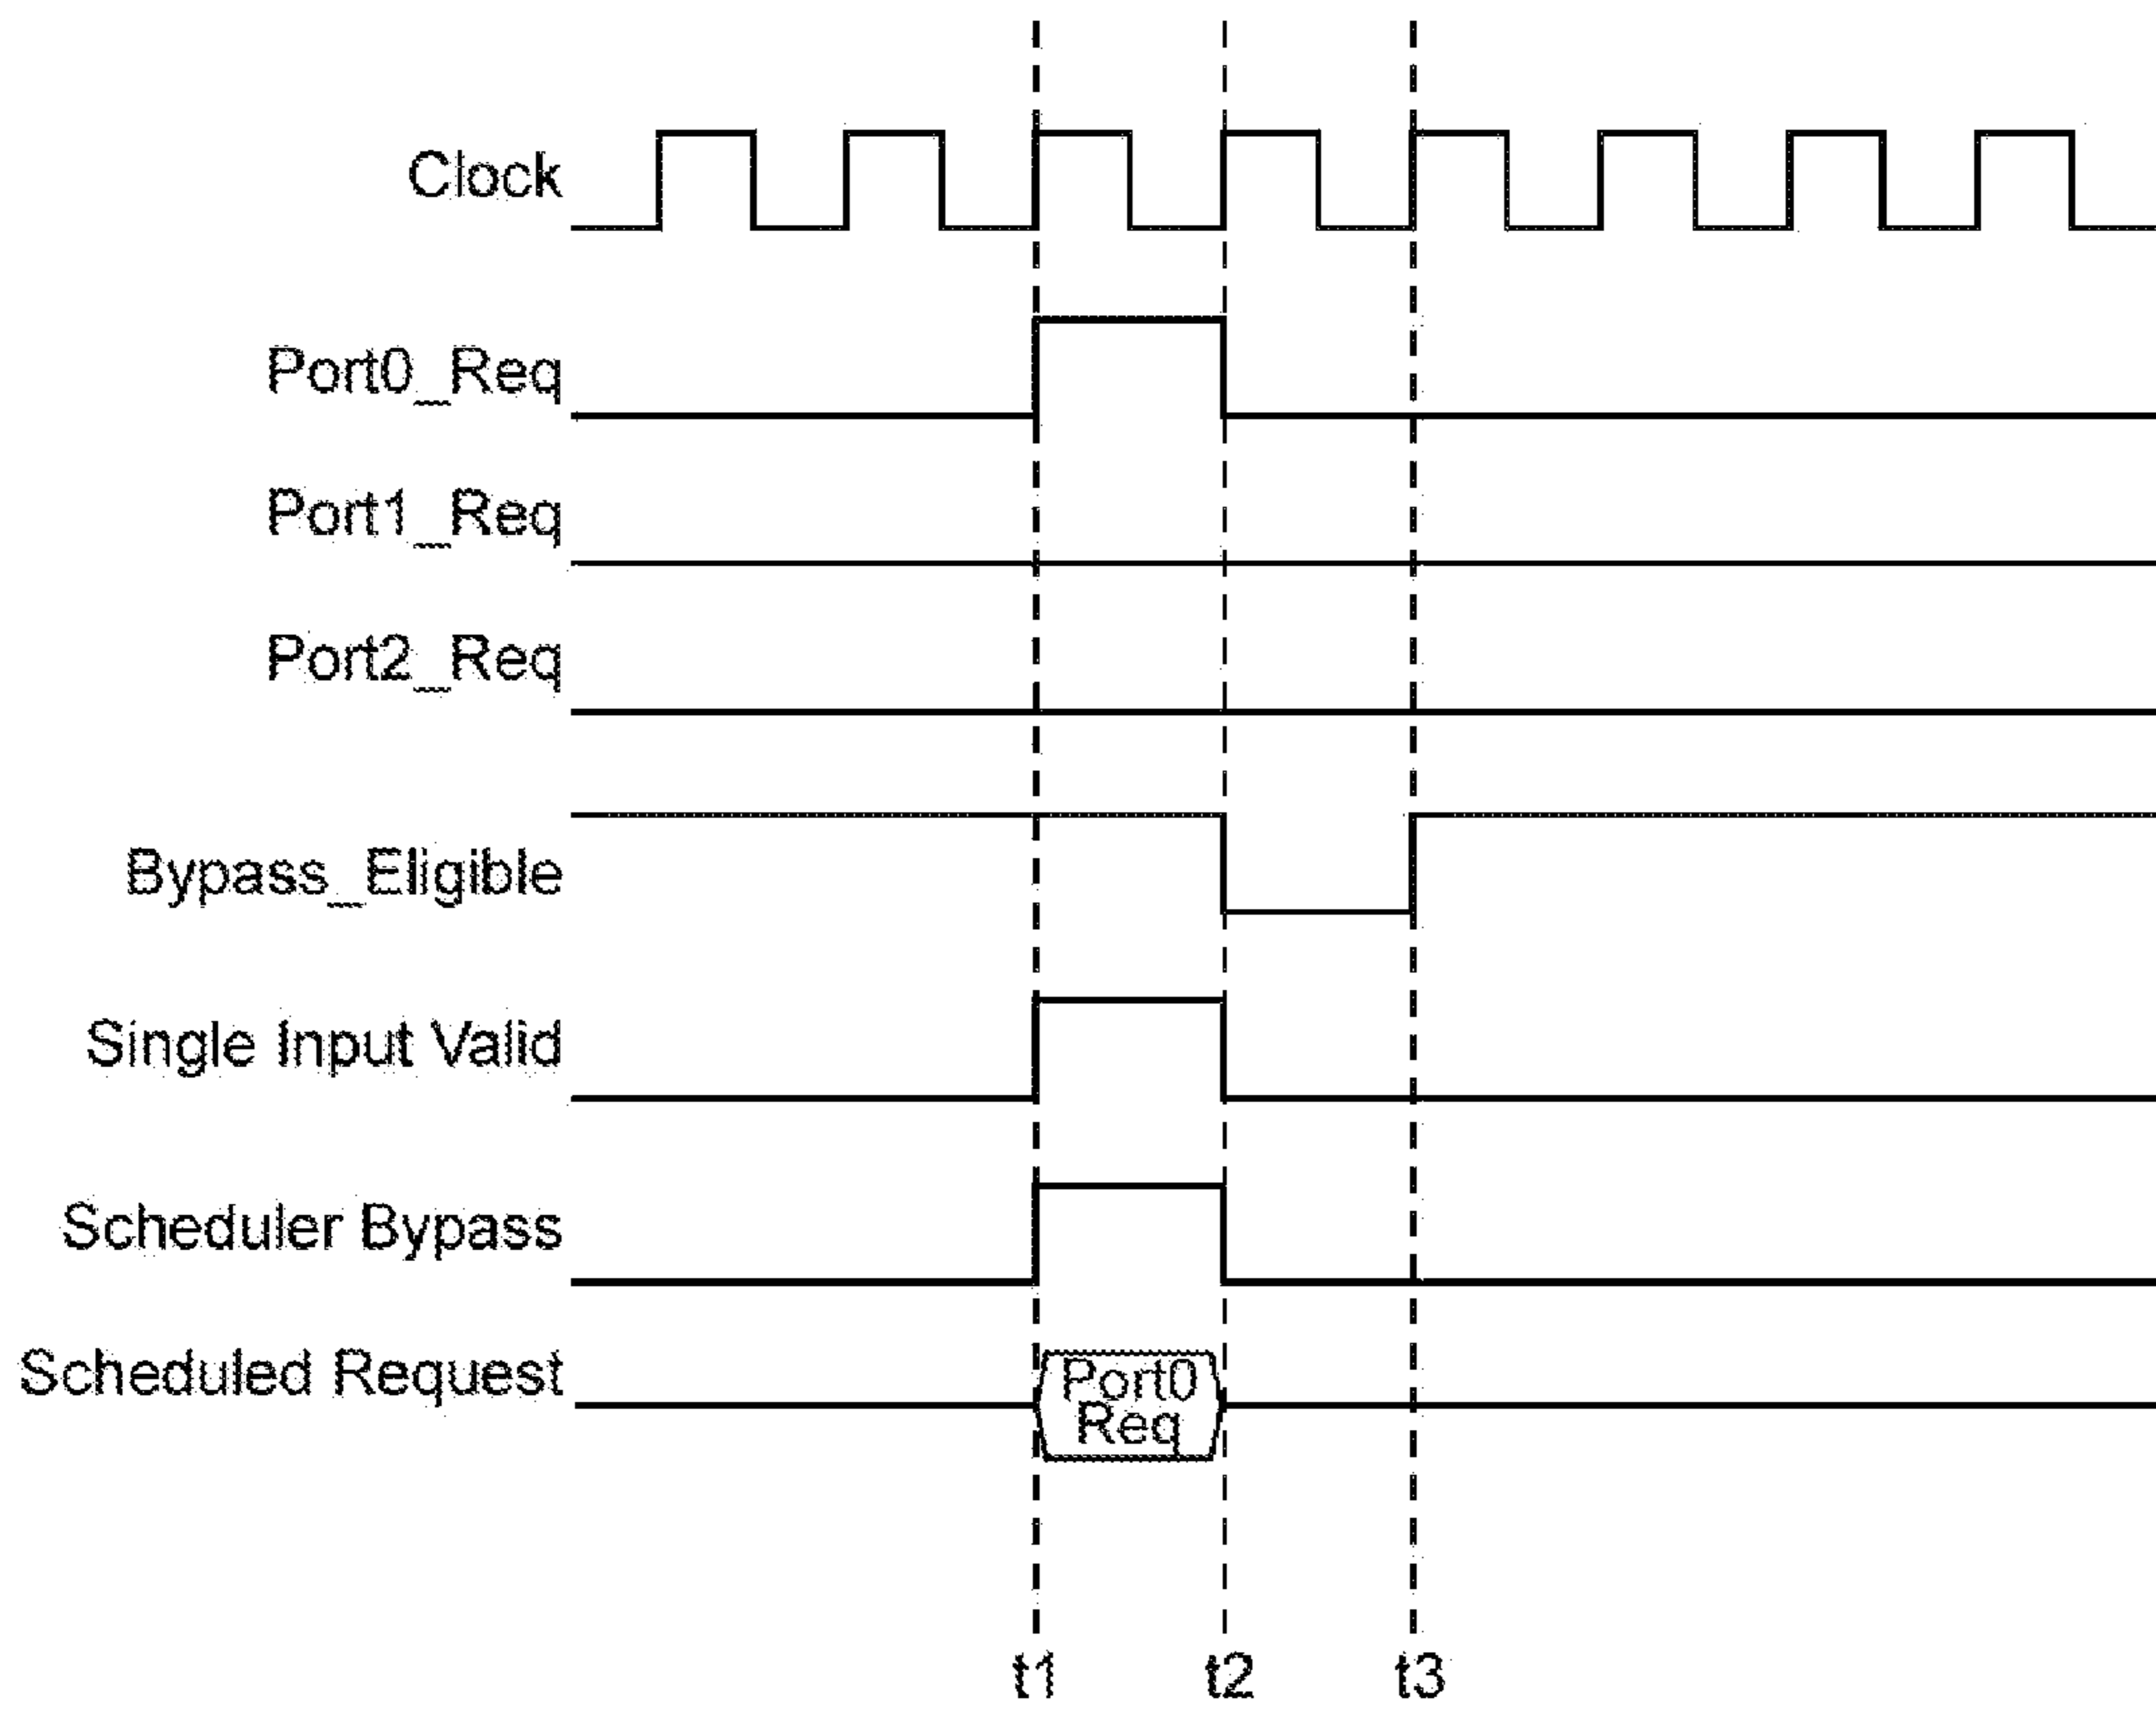 Clock
Port0_Req
Port1_Req
Port2_Req
Bypass_Eligible
Single Input Valid
Scheduler Bypass
Scheduled Request
Port0
Req
t1 t2 t3